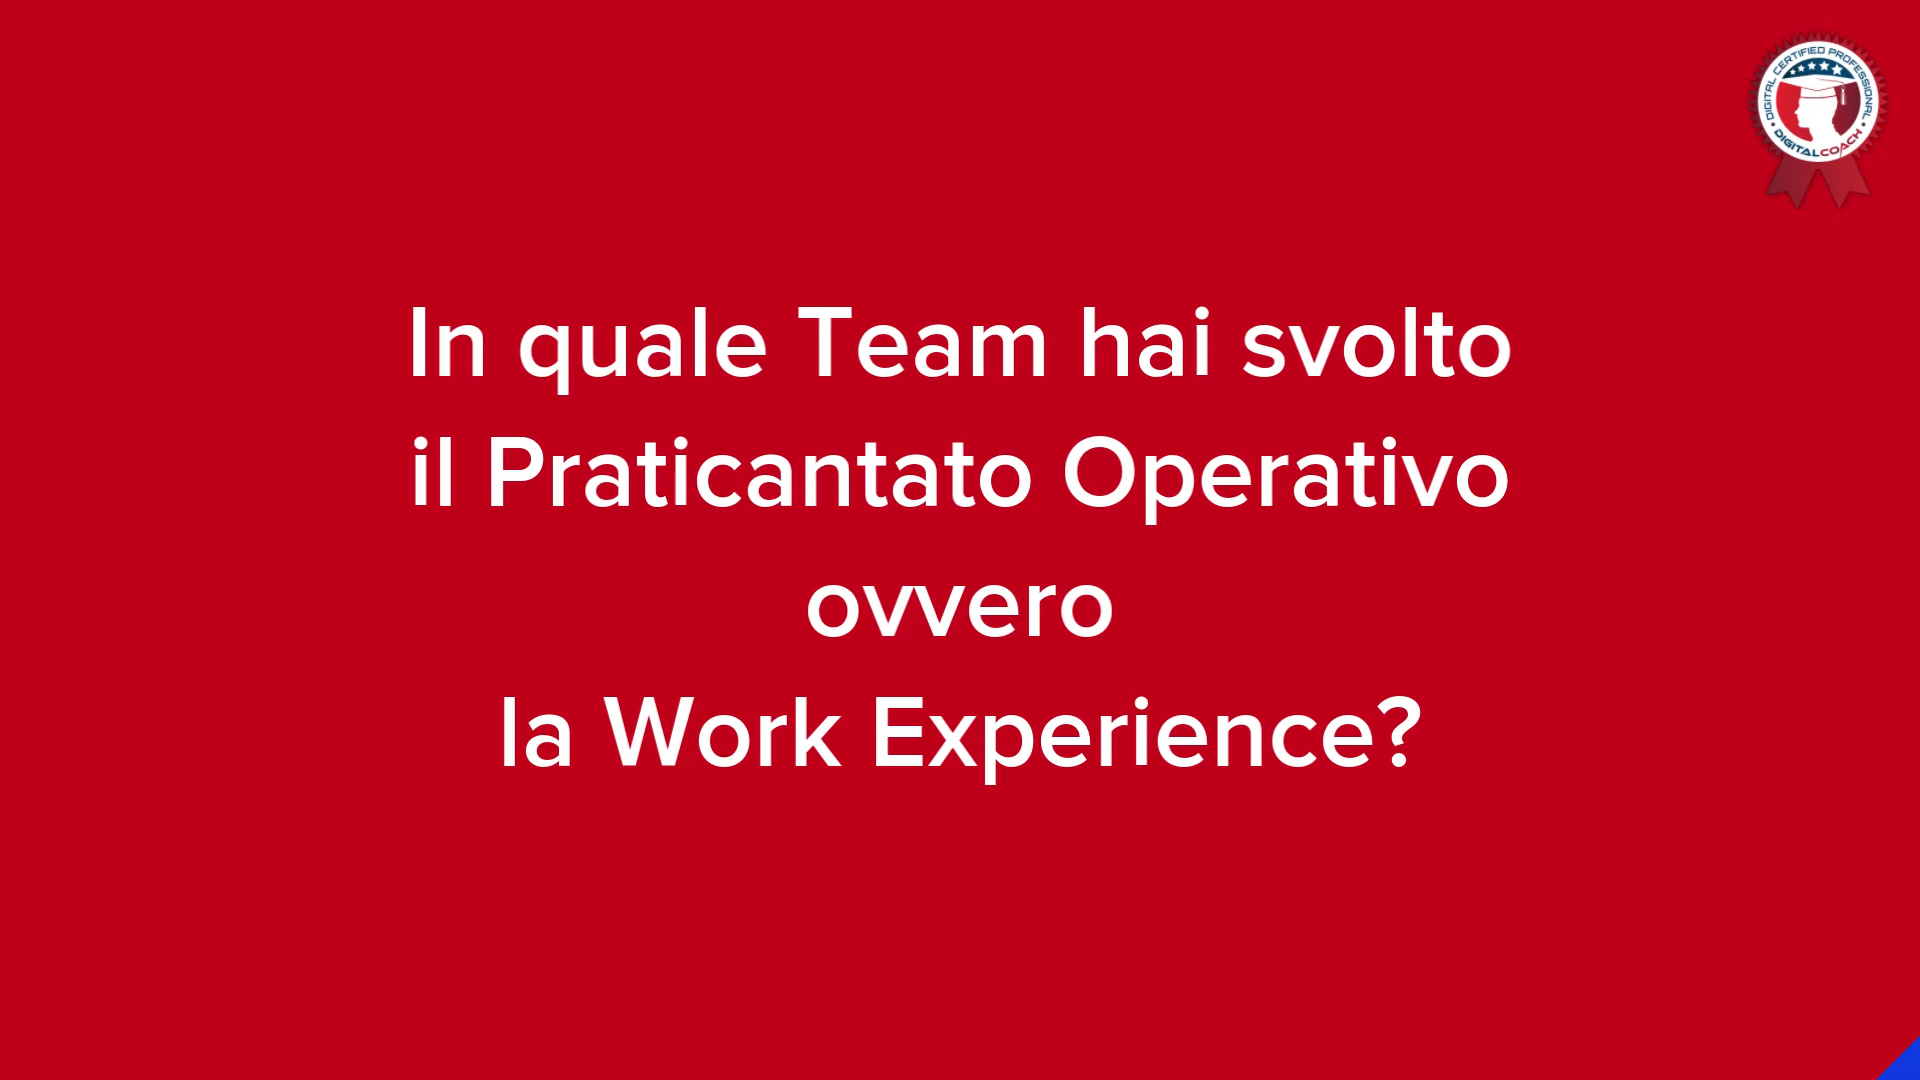 DIGITAL CERTIFIED PROFESSIONAL
DIGITALCOACH
In quale Team hai svolto
il Praticantato Operativo
ovvero
la Work Experience?